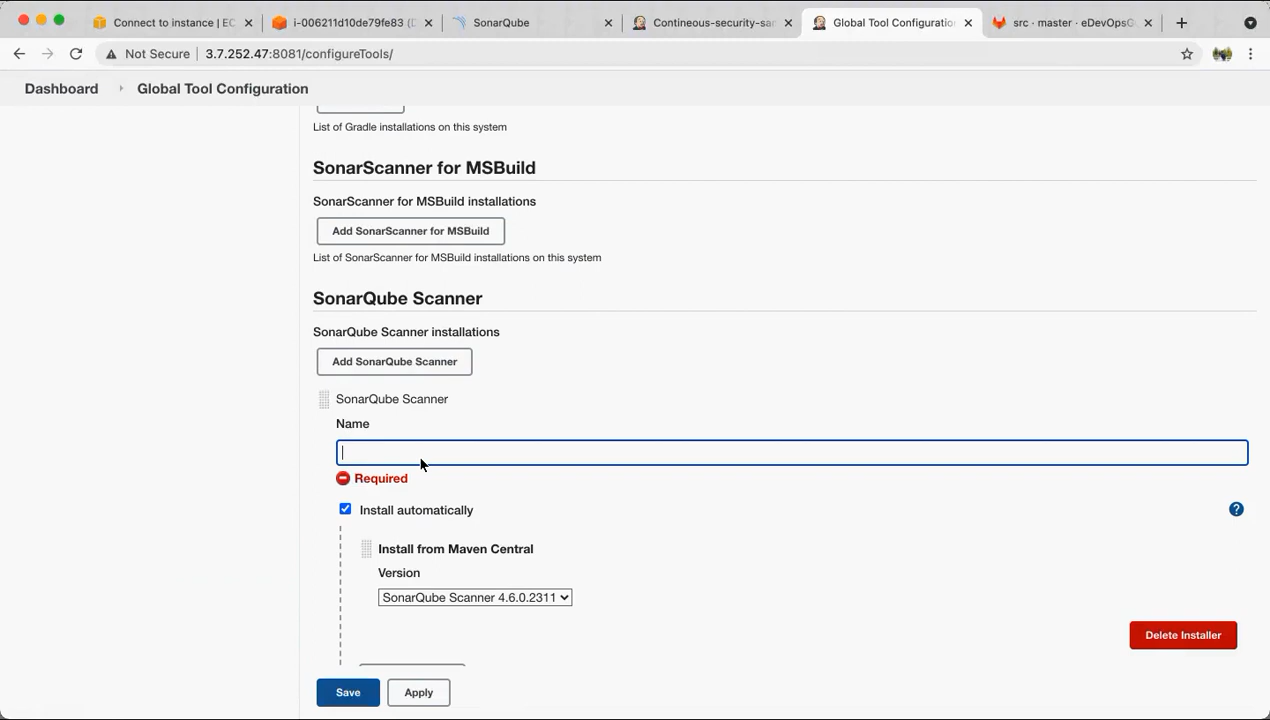 Connect to instance | EC
i-006211d10de79fe83 (D
SonarQube
Contineous-security-sa
Global Tool Configuratio
src · master · eDevOpsG
Not Secure | 3.7.252.47:8081/configureTools/
Dashboard
Global Tool Configuration
List of Gradle installations on this system
SonarScanner for MSBuild
SonarScanner for MSBuild installations
Add SonarScanner for MSBuild
List of SonarScanner for MSBuild installations on this system
SonarQube Scanner
SonarQube Scanner installations
Add SonarQube Scanner
SonarQube Scanner
Name
Required
Install automatically
?
Install from Maven Central
Version
SonarQube Scanner 4.6.0.2311
Delete Installer
Save
Apply